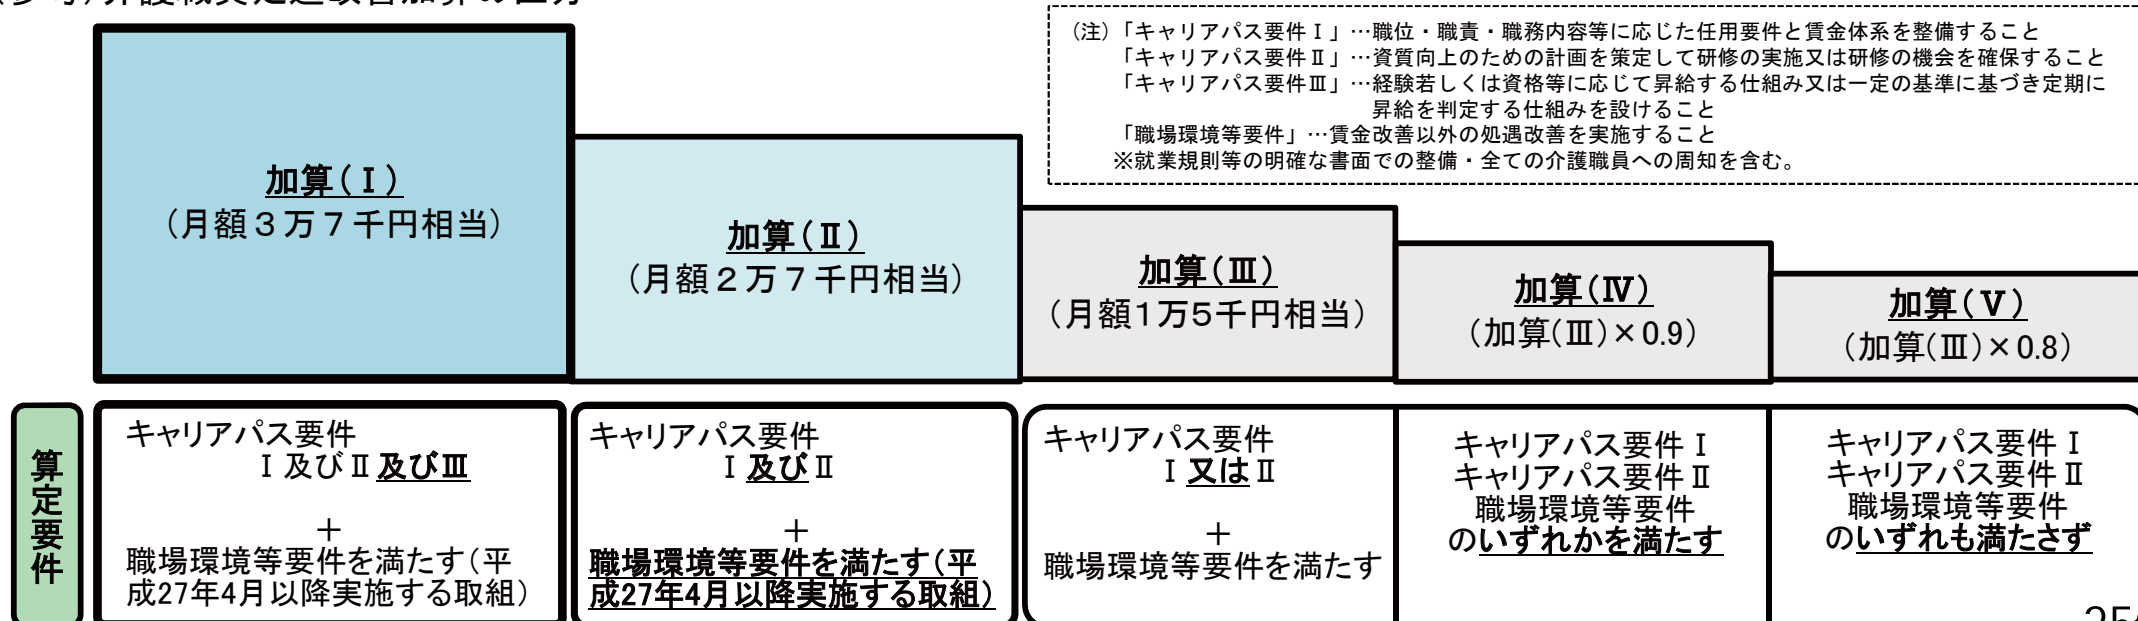 (注)「キャリアパス要件Ⅰ」…職位・職責・職務内容等に応じた任用要件と賃金体系を整備すること
「キャリアパス要件Ⅱ」…資質向上のための計画を策定して研修の実施又は研修の機会を確保すること
「キャリアパス要件Ⅲ」…経験若しくは資格等に応じて昇給する仕組み又は一定の基準に基づき定期に
昇給を判定する仕組みを設けること
「職場環境等要件」…賃金改善以外の処遇改善を実施すること
※就業規則等の明確な書面での整備・全ての介護職員への周知を含む。
加算(Ⅰ)
(月額3万7千円相当)
加算(Ⅱ)
(月額2万7千円相当)
加算(Ⅲ)
(月額1万5千円相当)
加算(Ⅳ)
(加算(Ⅲ)×0.9)
加算(Ⅴ)
(加算(Ⅲ)×0.8)
算定要件
キャリアパス要件
Ⅰ及びⅡ及びⅢ
+
職場環境等要件を満たす(平
成27年4月以降実施する取組)
キャリアパス要件
Ⅰ及びⅡ
+
職場環境等要件を満たす(平
成27年4月以降実施する取組)
キャリアパス要件
Ⅰ又はⅡ
+
職場環境等要件を満たす
キャリアパス要件Ⅰ
キャリアパス要件Ⅱ
職場環境等要件
のいずれかを満たす
キャリアパス要件Ⅰ
キャリアパス要件Ⅱ
職場環境等要件
のいずれも満たさず